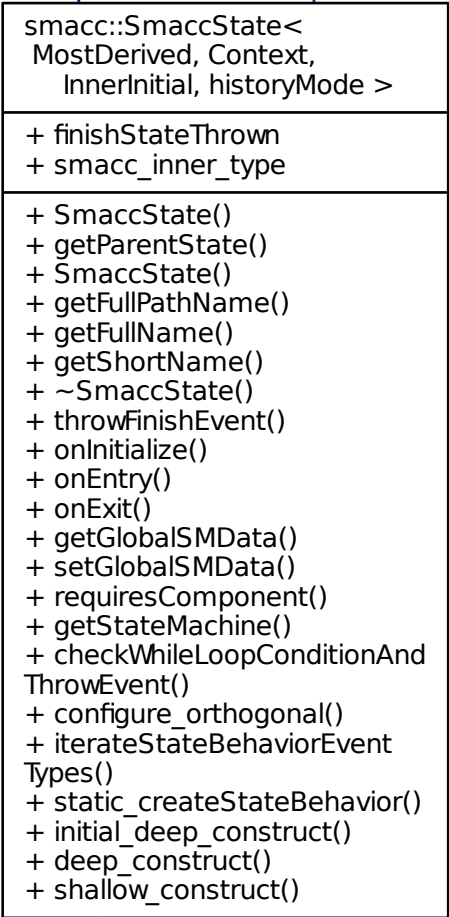 smacc::SmaccState<
MostDerived, Context,
InnerInitial, historyMode >
+ finishStateThrown
+ smacc_inner_type
+ SmaccState()
+ getParentState()
+ SmaccState()
+ getFullPathName()
+ getFullName()
+ getShortName()
+ ~SmaccState()
+ throwFinishEvent()
+ onInitialize()
+ onEntry()
+ onExit()
+ getGlobalSMData()
+ setGlobalSMData()
+ requiresComponent()
+ getStateMachine()
+ checkWhileLoopConditionAnd
ThrowEvent()
+ configure_orthogonal()
+ iterateStateBehaviorEvent
Types()
+ static_createStateBehavior()
+ initial_deep_construct()
+ deep_construct()
+ shallow_construct()